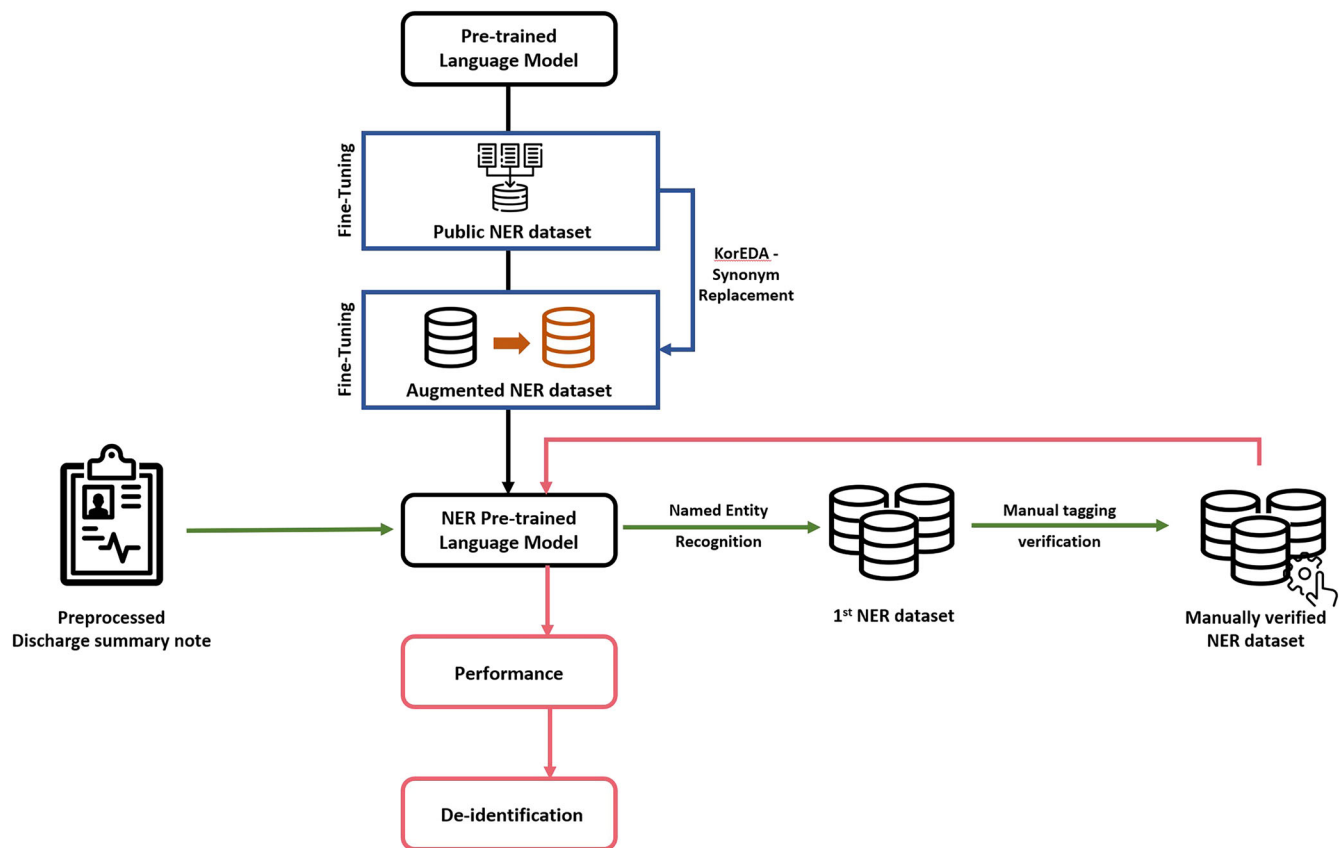 Pre-trained
Language Model
Fine-Tuning
Public NER dataset
KorEDA -
Synonym
Replacement
Fine-Tuning
Augmented NER dataset
NER Pre-trained
Language Model
Named Entity
Recognition
Manual tagging
verification
Preprocessed
Discharge summary note
1st NER dataset
Manually verified
NER dataset
Performance
De-identification